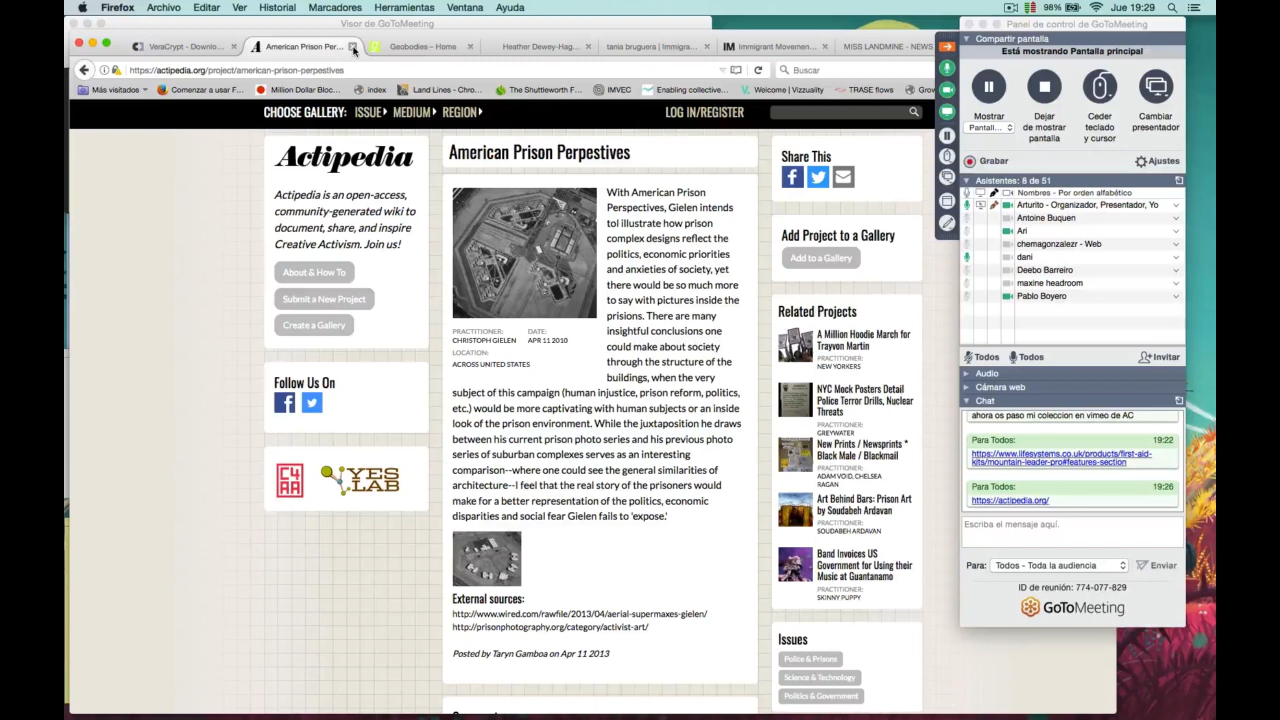 Firefox Archivo Editar Ver Historial Marcadores Herramientas Ventana Ayuda
98% Jue 19:29
Visor de GoToMeeting
VeraCrypt - Downlo...
American Prison Per...
Geobodies – Home
Heather Dewey-Hag...
tania bruguera | Immigra...
Immigrant Movemen...
MISS LANDMINE - NEWS
https://actipedia.org/project/american-prison-perpestives
Buscar
Más visitados
Comenzar a usar F...
Million Dollar Bloc...
index
Land Lines - Chro...
The Shuttleworth F...
IMVEC
Enabling collective...
Welcome | Vizzuality
TRASE flows
CHOOSE GALLERY: ISSUE MEDIUM REGION
LOG IN/REGISTER
Actipedia
Actipedia is an open-access,
community-generated wiki to
document, share, and inspire
Creative Activism. Join us!
About & How To
Submit a New Project
Create a Gallery
Follow Us On
YES
LAB
American Prison Perpestives
With American Prison
Perspectives, Gielen intends
tol illustrate how prison
complex designs reflect the
politics, economic priorities
and anxieties of society, yet
there would be so much more
to say with pictures inside the
prisions. There are many
insightful conclusions one
could make about society
through the structure of the
buildings, when the very
subject of this campaign (human injustice, prison reform, politics,
etc.) would be more captivating with human subjects or an inside
look of the prison environment. While the juxtaposition he draws
between his current prison photo series and his previous photo
series of suburban complexes serves as an interesting
comparison--where one could see the general similarities of
architecture--I feel that the real story of the prisoners would
make for a better representation of the politics, economic
disparities and social fear Gielen fails to 'expose.'
PRACTITIONER:
CHRISTOPH GIELEN
DATE:
APR 11 2010
LOCATION:
ACROSS UNITED STATES
External sources:
http://www.wired.com/rawfile/2013/04/aerial-supermaxes-gielen/
http://prisonphotography.org/category/activist-art/
Posted by Taryn Gamboa on Apr 11 2013
Share This
Add Project to a Gallery
Add to a Gallery
Related Projects
A Million Hoodie March for
Trayvon Martin
PRACTITIONER:
NEW YORKERS
NYC Mock Posters Detail
Police Terror Drills, Nuclear
Threats
PRACTITIONER:
GREYWATER
New Prints / Newsprints *
Black Male / Blackmail
PRACTITIONER:
ADAM VOID, CHELSEA
RAGAN
Art Behind Bars: Prison Art
by Soudabeh Ardavan
PRACTITIONER:
SOUDABEH ARDAVAN
Band Invoices US
Government for Using their
Music at Guantanamo
PRACTITIONER:
SKINNY PUPPY
Issues
Police & Prisons
Science & Technology
Politics & Government
Panel de control de GoToMeeting
Compartir pantalla
Está mostrando Pantalla principal
Mostrar
Pantall...
Dejar
de mostrar
pantalla
Ceder
teclado
y cursor
Cambiar
presentador
Grabar
Ajustes
Asistentes: 8 de 51
Nombres - Por orden alfabético
Arturito - Organizador, Presentador, Yo
Antoine Buquen
Ari
chemagonzalezr - Web
dani
Deebo Barreiro
maxine headroom
Pablo Boyero
Todos Todos Invitar
Audio
Cámara web
Chat
ahora os paso mi coleccion en vimeo de AC
Para Todos: 19:22
https://www.lifesystems.co.uk/products/first-aid-
kits/mountain-leader-pro#features-section
Para Todos: 19:26
https://actipedia.org/
Escriba el mensaje aquí.
Para: Todos - Toda la audiencia Enviar
ID de reunión: 774-077-829
GoToMeeting